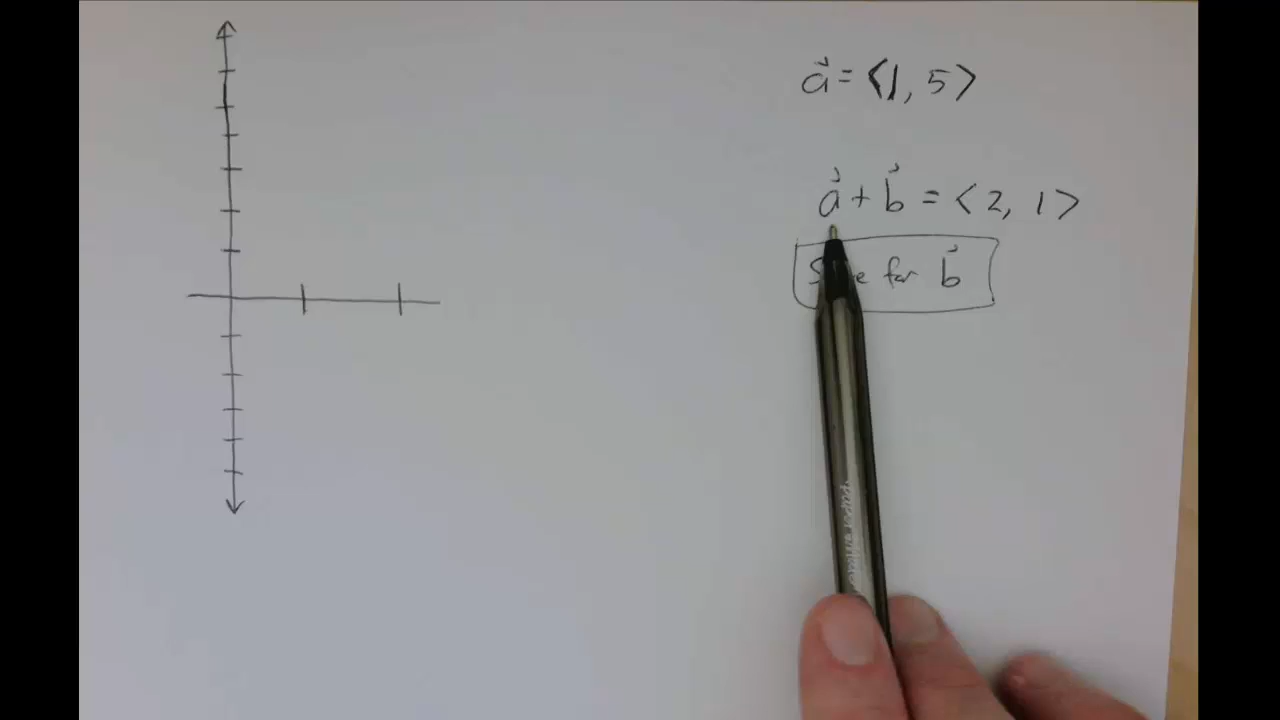 a⃗ = ⟨1, 5⟩
a⃗ + b⃗ = ⟨2, 1⟩
for b⃗